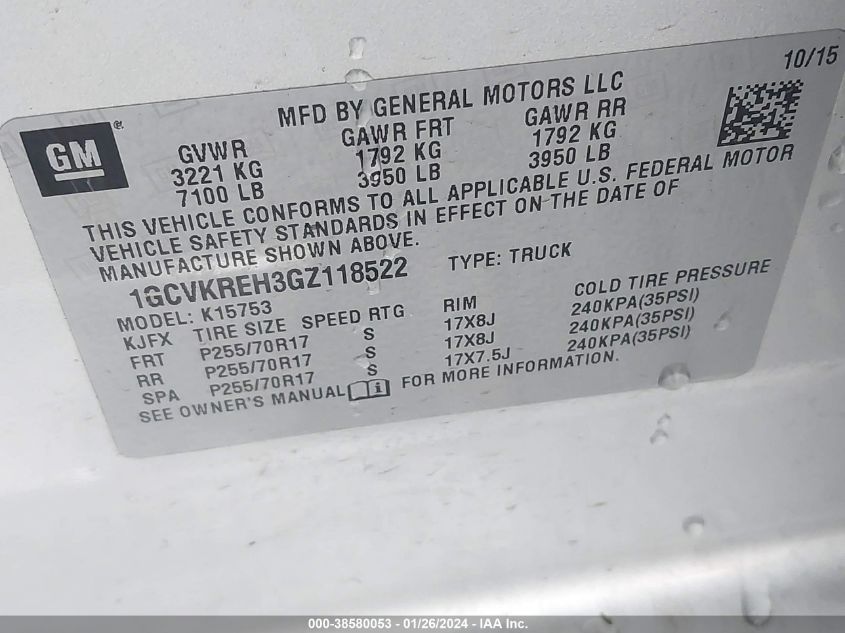 10/15
MFD BY GENERAL MOTORS LLC
GM®
GVWR GAWR FRT GAWR RR
3221 KG 1792 KG 1792 KG
7100 LB 3950 LB 3950 LB
THIS VEHICLE CONFORMS TO ALL APPLICABLE U.S. FEDERAL MOTOR
VEHICLE SAFETY STANDARDS IN EFFECT ON THE DATE OF
MANUFACTURE SHOWN ABOVE.
1GCVKREH3GZ118522 TYPE: TRUCK
MODEL: K15753
KJFX TIRE SIZE SPEED RTG RIM COLD TIRE PRESSURE
FRT P255/70R17 S 17X8J 240KPA(35PSI)
RR P255/70R17 S 17X8J 240KPA(35PSI)
SPA P255/70R17 S 17X7.5J 240KPA(35PSI)
SEE OWNER'S MANUAL FOR MORE INFORMATION.
000-38580053 - 01/26/2024 - IAA Inc.